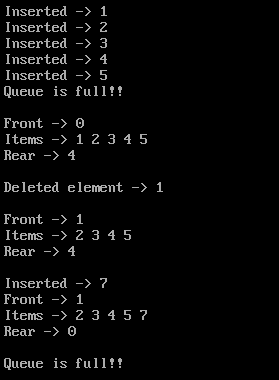 Inserted -> 1
Inserted -> 2
Inserted -> 3
Inserted -> 4
Inserted -> 5
Queue is full!!
Front -> 0
Items -> 1 2 3 4 5
Rear -> 4
Deleted element -> 1
Front -> 1
Items -> 2 3 4 5
Rear -> 4
Inserted -> 7
Front -> 1
Items -> 2 3 4 5 7
Rear -> 0
Queue is full!!